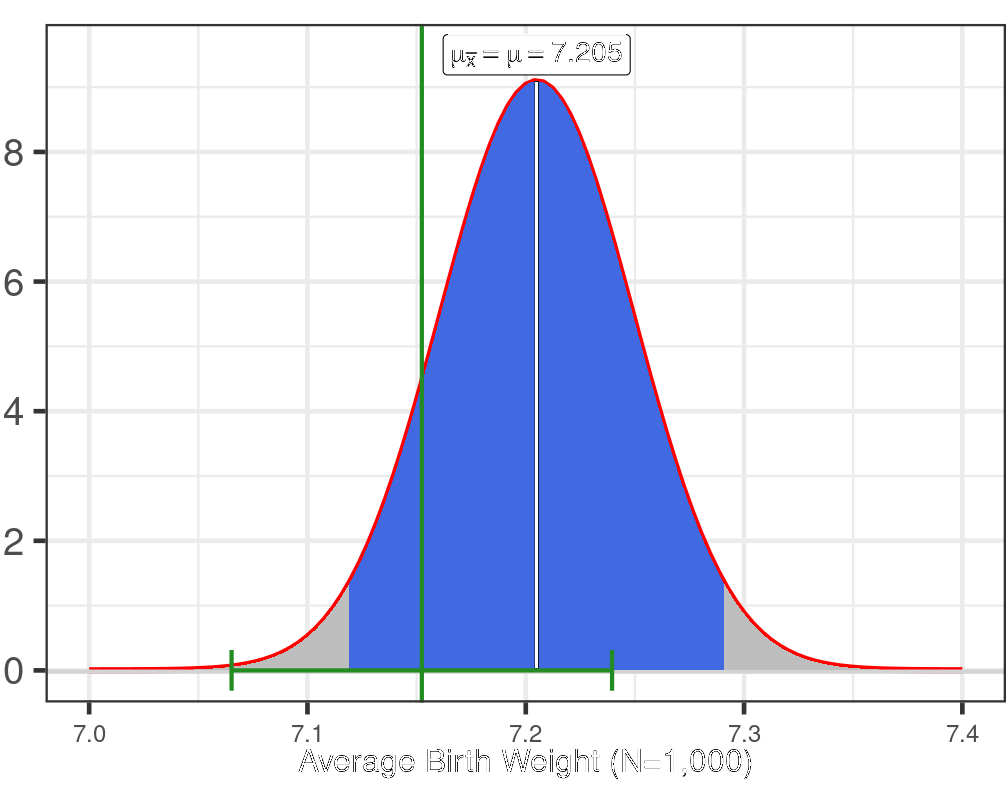 μx̅ = μ = 7.205
8
6
4
2
0
7.0 7.1 7.2 7.3 7.4
Average Birth Weight (N=1,000)